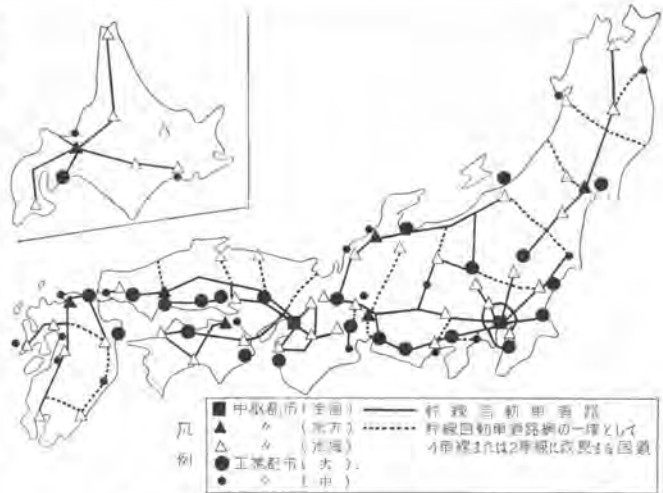 凡例
中枢都市(全国)
〃(地方)
〃(地域)
工業都市(大)
〃(中)
幹線自動車道路
幹線自動車道路網の一環として
4車線または2車線に改良する国道